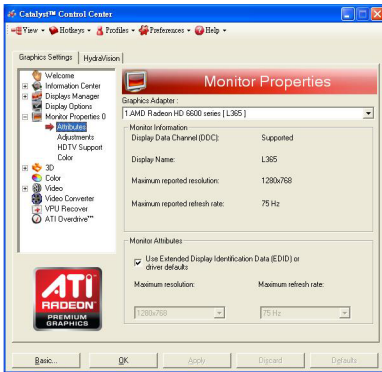 Catalyst™ Control Center
View Hotkeys Profiles Preferences Help
Graphics Settings HydraVision
Welcome
Information Center
Displays Manager
Display Options
Monitor Properties 0
Attributes
Adjustments
HDTV Support
Color
3D
Color
Video
Video Converter
VPU Recover
ATI Overdrive™
ATI
RADEON
PREMIUM
GRAPHICS
Monitor Properties
Graphics Adapter :
1.AMD Radeon HD 6600 series [ L365 ]
Monitor Information
Display Data Channel (DDC): Supported
Display Name: L365
Maximum reported resolution: 1280x768
Maximum reported refresh rate: 75 Hz
Monitor Attributes
Use Extended Display Identification Data (EDID) or
driver defaults
Maximum resolution: Maximum refresh rate:
1280x768 75 Hz
Basic... OK Apply Discard Defaults